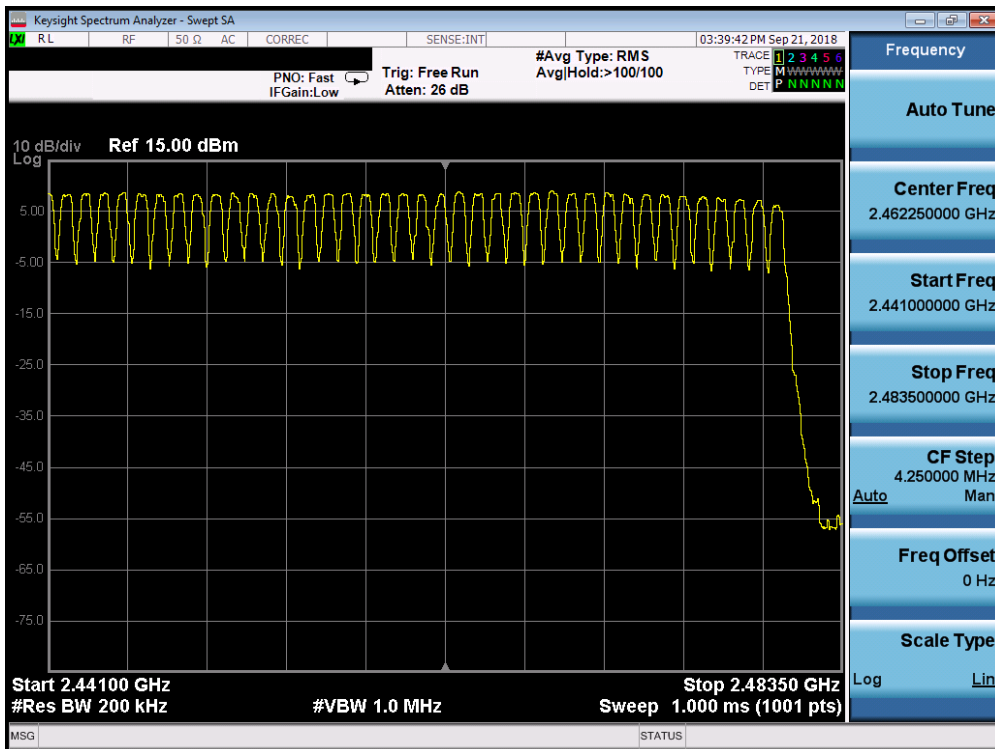 Keysight Spectrum Analyzer - Swept SA
LXI RL RF 50 Ω AC CORREC SENSE:INT 03:39:42 PM Sep 21, 2018
#Avg Type: RMS TRACE 1 2 3 4 5 6
PNO: Fast Trig: Free Run Avg|Hold:>100/100 TYPE M WWWWW
IFGain:Low Atten: 26 dB DET P N N N N N
10 dB/div Ref 15.00 dBm
Log
5.00
-5.00
-15.0
-25.0
-35.0
-45.0
-55.0
-65.0
-75.0
Start 2.44100 GHz Stop 2.48350 GHz
#Res BW 200 kHz #VBW 1.0 MHz Sweep 1.000 ms (1001 pts)
MSG STATUS
Frequency
Auto Tune
Center Freq
2.462250000 GHz
Start Freq
2.441000000 GHz
Stop Freq
2.483500000 GHz
CF Step
4.250000 MHz
Auto Man
Freq Offset
0 Hz
Scale Type
Log Lin